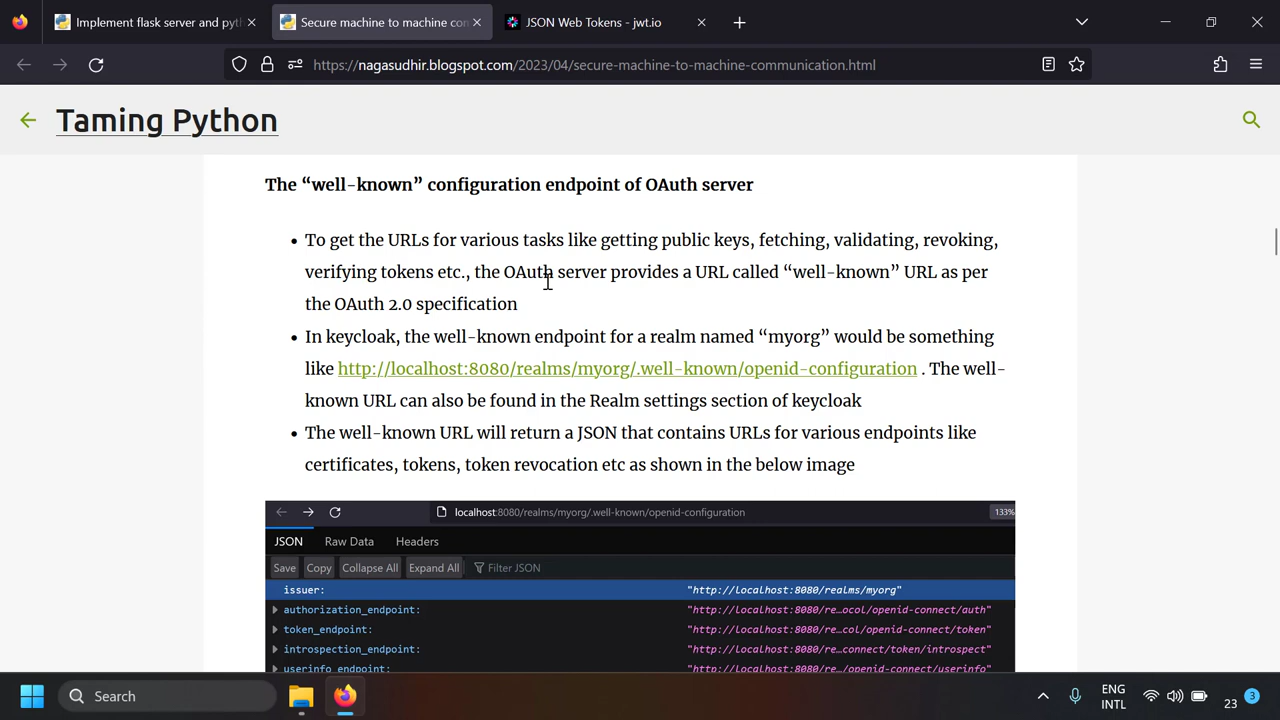 Implement flask server and pyth
Secure machine to machine con
JSON Web Tokens - jwt.io
https://nagasudhir.blogspot.com/2023/04/secure-machine-to-machine-communication.html
Taming Python
The “well-known” configuration endpoint of OAuth server
• To get the URLs for various tasks like getting public keys, fetching, validating, revoking,
verifying tokens etc., the OAuth server provides a URL called “well-known” URL as per
the OAuth 2.0 specification
• In keycloak, the well-known endpoint for a realm named “myorg” would be something
like http://localhost:8080/realms/myorg/.well-known/openid-configuration . The well-
known URL can also be found in the Realm settings section of keycloak
• The well-known URL will return a JSON that contains URLs for various endpoints like
certificates, tokens, token revocation etc as shown in the below image
localhost:8080/realms/myorg/.well-known/openid-configuration 133%
JSON Raw Data Headers
Save Copy Collapse All Expand All Filter JSON
issuer: "http://localhost:8080/realms/myorg"
authorization_endpoint: "http://localhost:8080/re…ocol/openid-connect/auth"
token_endpoint: "http://localhost:8080/re…col/openid-connect/token"
introspection_endpoint: "http://localhost:8080/re…connect/token/introspect"
userinfo_endpoint: "http://localhost:8080/re…/openid-connect/userinfo"
Search
ENG
INTL
23
3